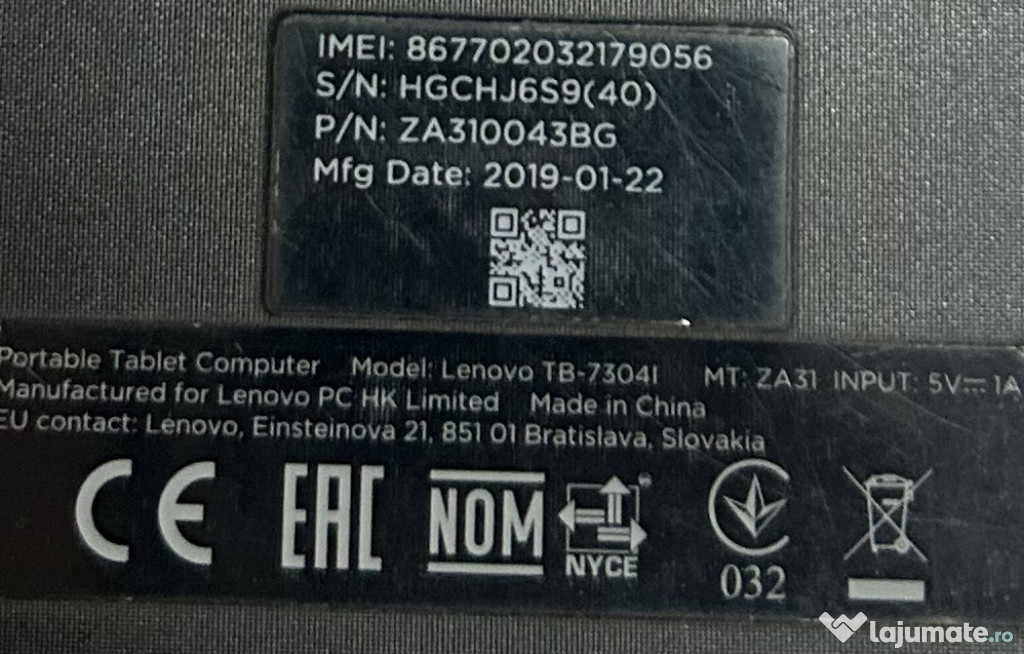 IMEI: 867702032179056
S/N: HGCHJ6S9(40)
P/N: ZA310043BG
Mfg Date: 2019-01-22
Portable Tablet Computer Model: Lenovo TB-7304I MT: ZA31 INPUT: 5V⎓1A
Manufactured for Lenovo PC HK Limited Made in China
EU contact: Lenovo, Einsteinova 21, 851 01 Bratislava, Slovakia
CE EAC NOM NYCE 032
lajumate.ro